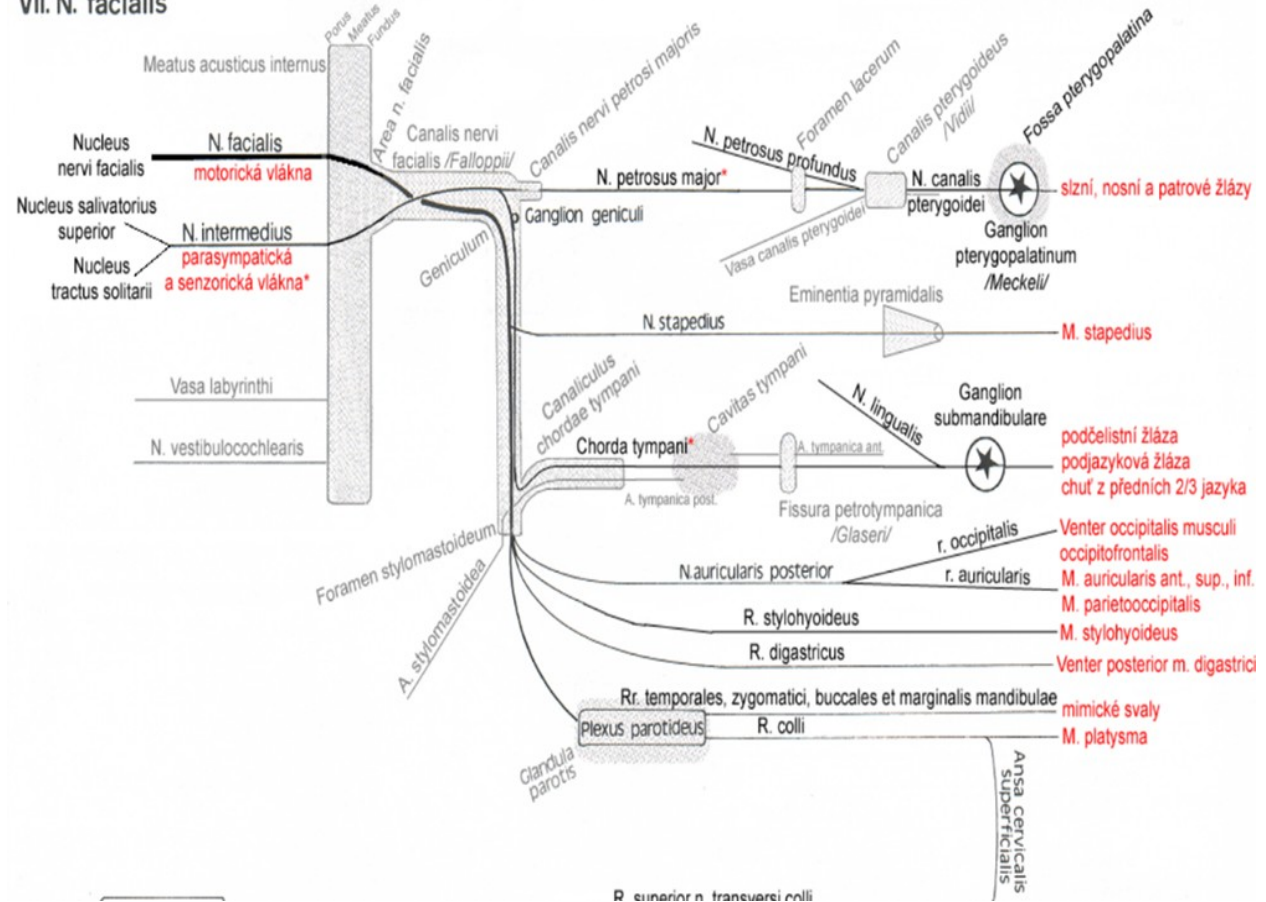 VII. N. facialis
Porus
Meatus
Fundus
Meatus acusticus internus
Area n. facialis
Canalis nervi
facialis /Falloppii/
Canalis nervi petrosi majoris
Foramen lacerum
Canalis pterygoideus
/Vidii/
Fossa pterygopalatina
Nucleus
nervi facialis
N. facialis
motorická vlákna
N. petrosus profundus
N. petrosus major*
N. canalis
pterygoidei
slzní, nosní a patrové žlázy
Nucleus salivatorius
superior
Nucleus
tractus solitarii
N. intermedius
parasympatická
a senzorická vlákna*
Ganglion geniculi
Geniculum
Vasa canalis pterygoidei
Ganglion
pterygopalatinum
/Meckeli/
Eminentia pyramidalis
N. stapedius
M. stapedius
Vasa labyrinthi
N. vestibulocochlearis
Canaliculus
chordae tympani
Cavitas tympani
N. lingualis
Ganglion
submandibulare
Chorda tympani*
A. tympanica ant.
A. tympanica post.
podčelistní žláza
podjazyková žláza
chuť z předních 2/3 jazyka
Fissura petrotympanica
/Glaseri/
Foramen stylomastoideum
A. stylomastoidea
N.auricularis posterior
r. occipitalis
r. auricularis
Venter occipitalis musculi
occipitofrontalis
M. auricularis ant., sup., inf.
M. parietooccipitalis
R. stylohyoideus
M. stylohyoideus
R. digastricus
Venter posterior m. digastrici
Rr. temporales, zygomatici, buccales et marginalis mandibulae
mimické svaly
Plexus parotideus
R. colli
M. platysma
Glandula
parotis
Ansa cervicalis
superficialis
R. superior n. transversi colli